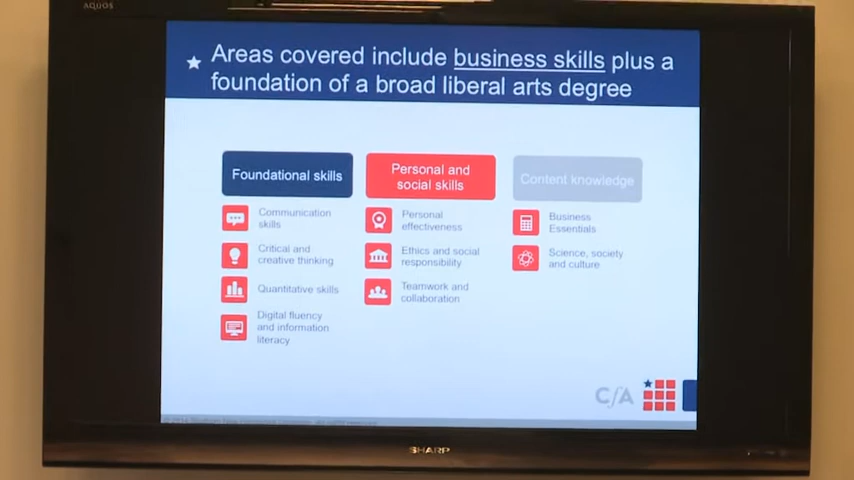 AQUOS
Areas covered include business skills plus a
foundation of a broad liberal arts degree
Foundational skills
Communication
skills
Critical and
creative thinking
Quantitative skills
Digital fluency
and information
literacy
Personal and
social skills
Personal
effectiveness
Ethics and social
responsibility
Teamwork and
collaboration
Content knowledge
Business
Essentials
Science, society
and culture
CfA
SHARP